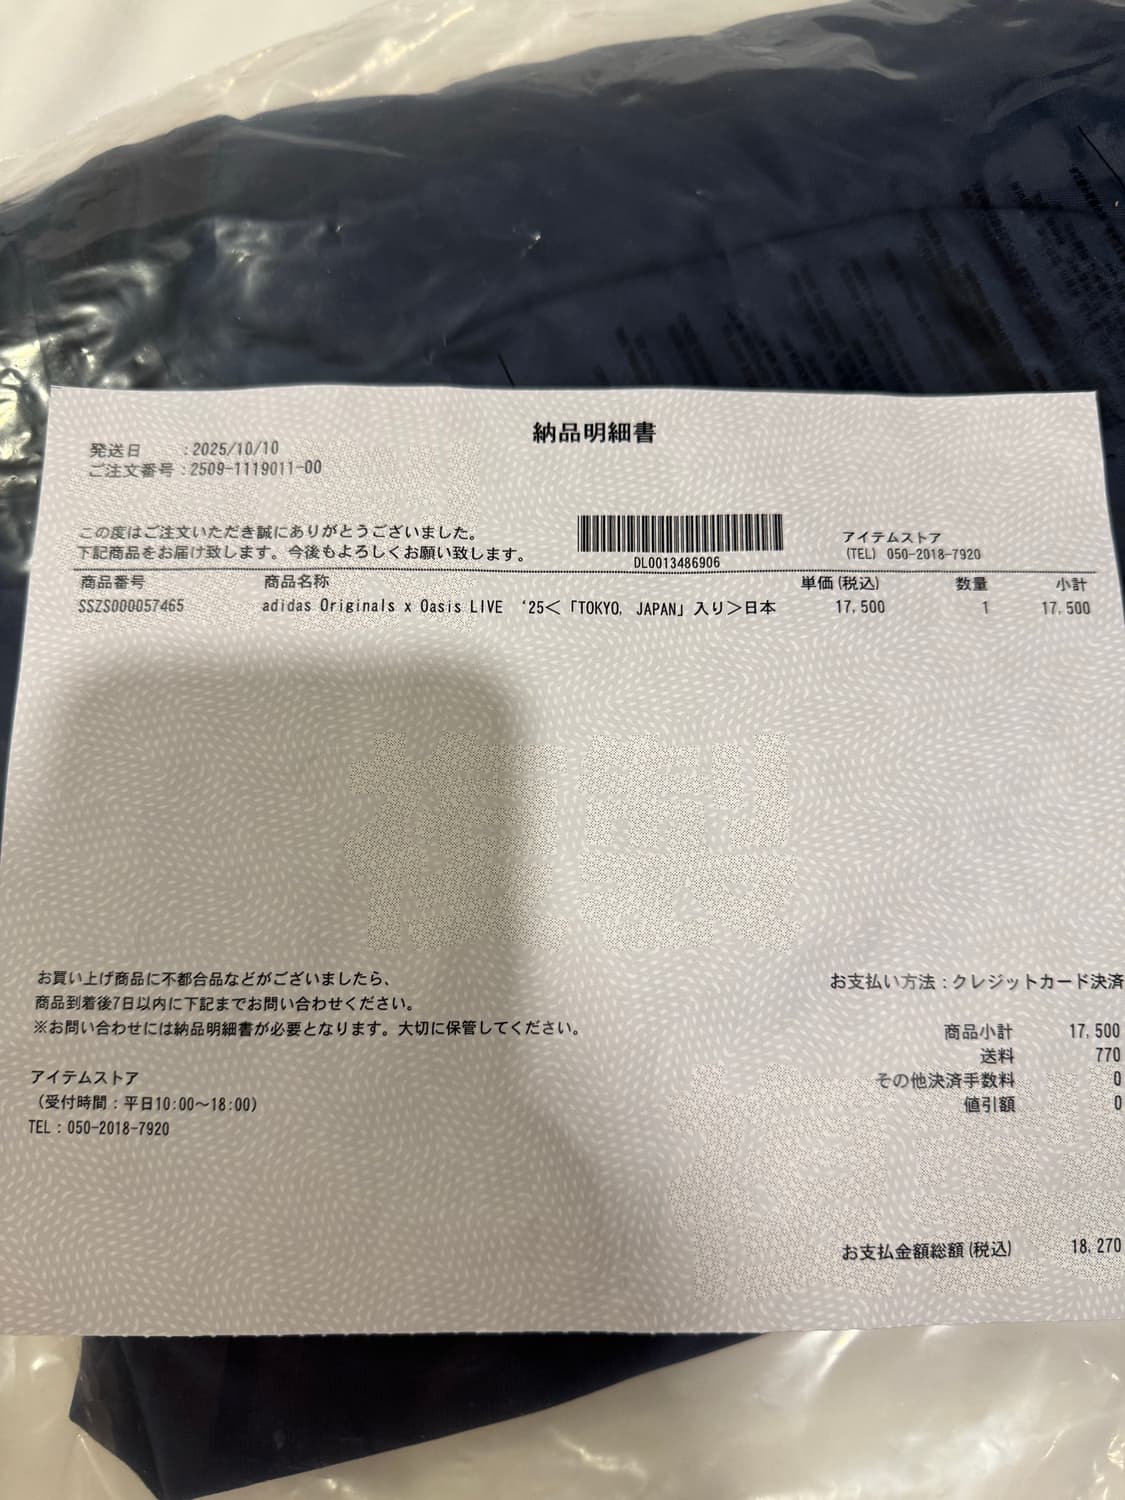 納品明細書
発送日 :2025/10/10
ご注文番号:2509-1119011-00
この度はご注文いただき誠にありがとうございました。
下記商品をお届け致します。今後もよろしくお願い致します。
DL0013486906
アイテムストア
(TEL) 050-2018-7920
商品番号 商品名称 単価(税込) 数量 小計
SSZS000057465 adidas Originals x Oasis LIVE '25<「TOKYO, JAPAN」入り>日本 17,500 1 17,500
複製
お買い上げ商品に不都合品などがございましたら、
商品到着後7日以内に下記までお問い合わせください。
※お問い合わせには納品明細書が必要となります。大切に保管してください。
アイテムストア
(受付時間:平日10:00～18:00)
TEL:050-2018-7920
お支払い方法:クレジットカード決済
商品小計 17,500
送料 770
その他決済手数料 0
値引額 0
お支払金額総額(税込) 18,270